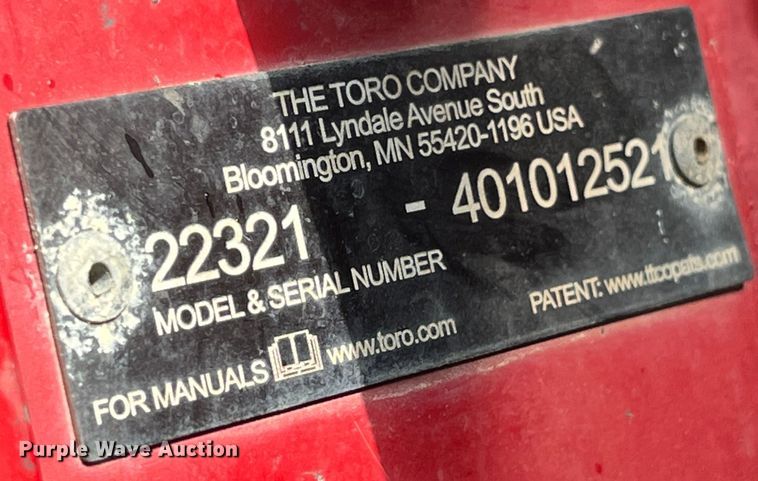 THE TORO COMPANY
8111 Lyndale Avenue South
Bloomington, MN 55420-1196 USA
22321 - 401012521
MODEL & SERIAL NUMBER
PATENT: www.ttcopats.com
FOR MANUALS www.toro.com
Purple Wave Auction